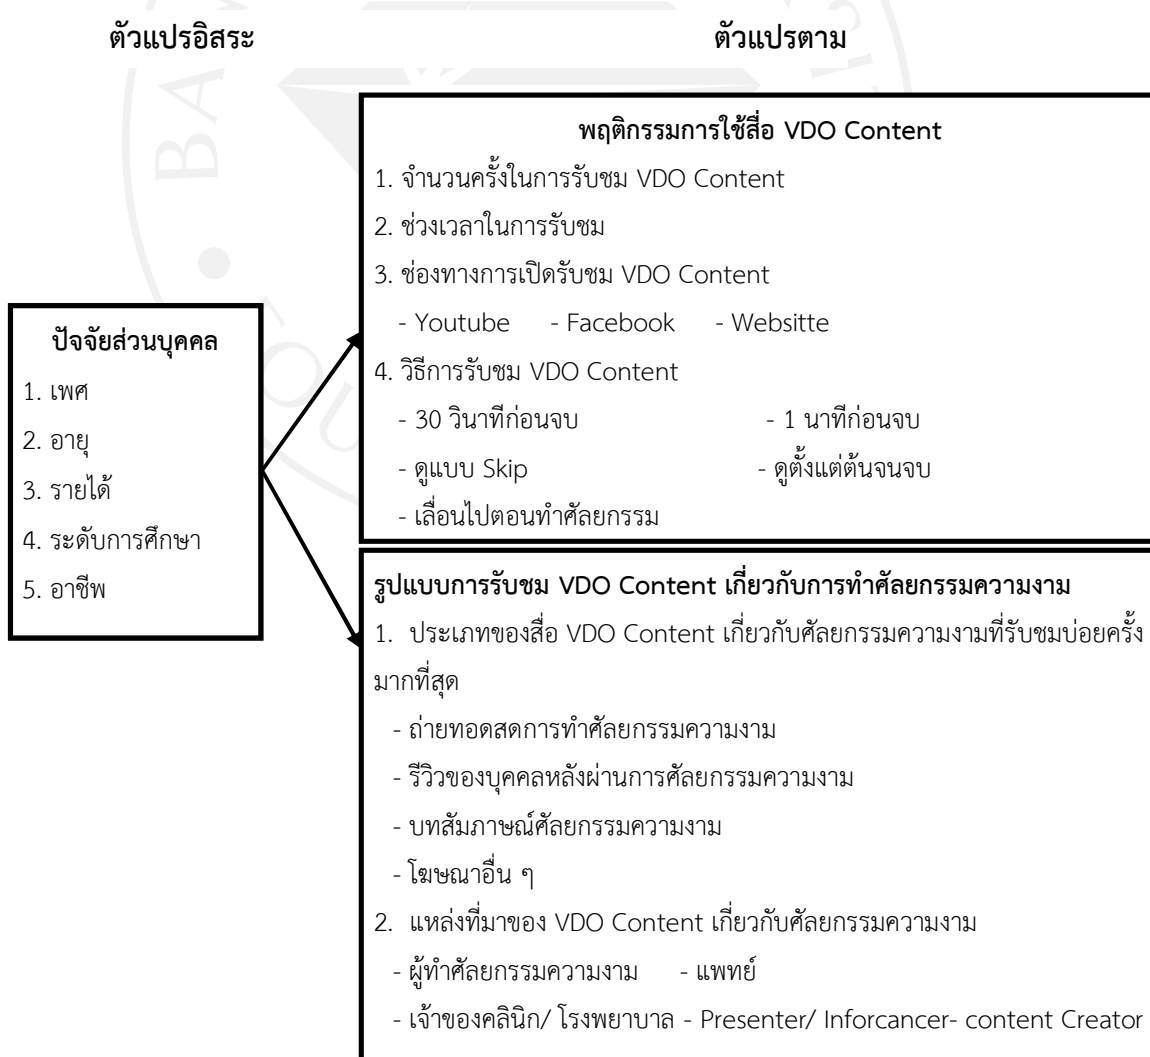 ตัวแปรอิสระ ตัวแปรตาม
พฤติกรรมการใช้สื่อ VDO Content
1. จำนวนครั้งในการรับชม VDO Content
2. ช่วงเวลาในการรับชม
3. ช่องทางการเปิดรับชม VDO Content
- Youtube - Facebook - Websitte
4. วิธีการรับชม VDO Content
- 30 วินาทีก่อนจบ - 1 นาทีก่อนจบ
- ดูแบบ Skip - ดูตั้งแต่ต้นจนจบ
- เลื่อนไปตอนทำศัลยกรรม
ปัจจัยส่วนบุคคล
1. เพศ
2. อายุ
3. รายได้
4. ระดับการศึกษา
5. อาชีพ
รูปแบบการรับชม VDO Content เกี่ยวกับการทำศัลยกรรมความงาม
1. ประเภทของสื่อ VDO Content เกี่ยวกับศัลยกรรมความงามที่รับชมบ่อยครั้ง
มากที่สุด
- ถ่ายทอดสดการทำศัลยกรรมความงาม
- รีวิวของบุคคลหลังผ่านการศัลยกรรมความงาม
- บทสัมภาษณ์ศัลยกรรมความงาม
- โฆษณาอื่น ๆ
2. แหล่งที่มาของ VDO Content เกี่ยวกับศัลยกรรมความงาม
- ผู้ทำศัลยกรรมความงาม - แพทย์
- เจ้าของคลินิก/ โรงพยาบาล - Presenter/ Inforcancer- content Creator